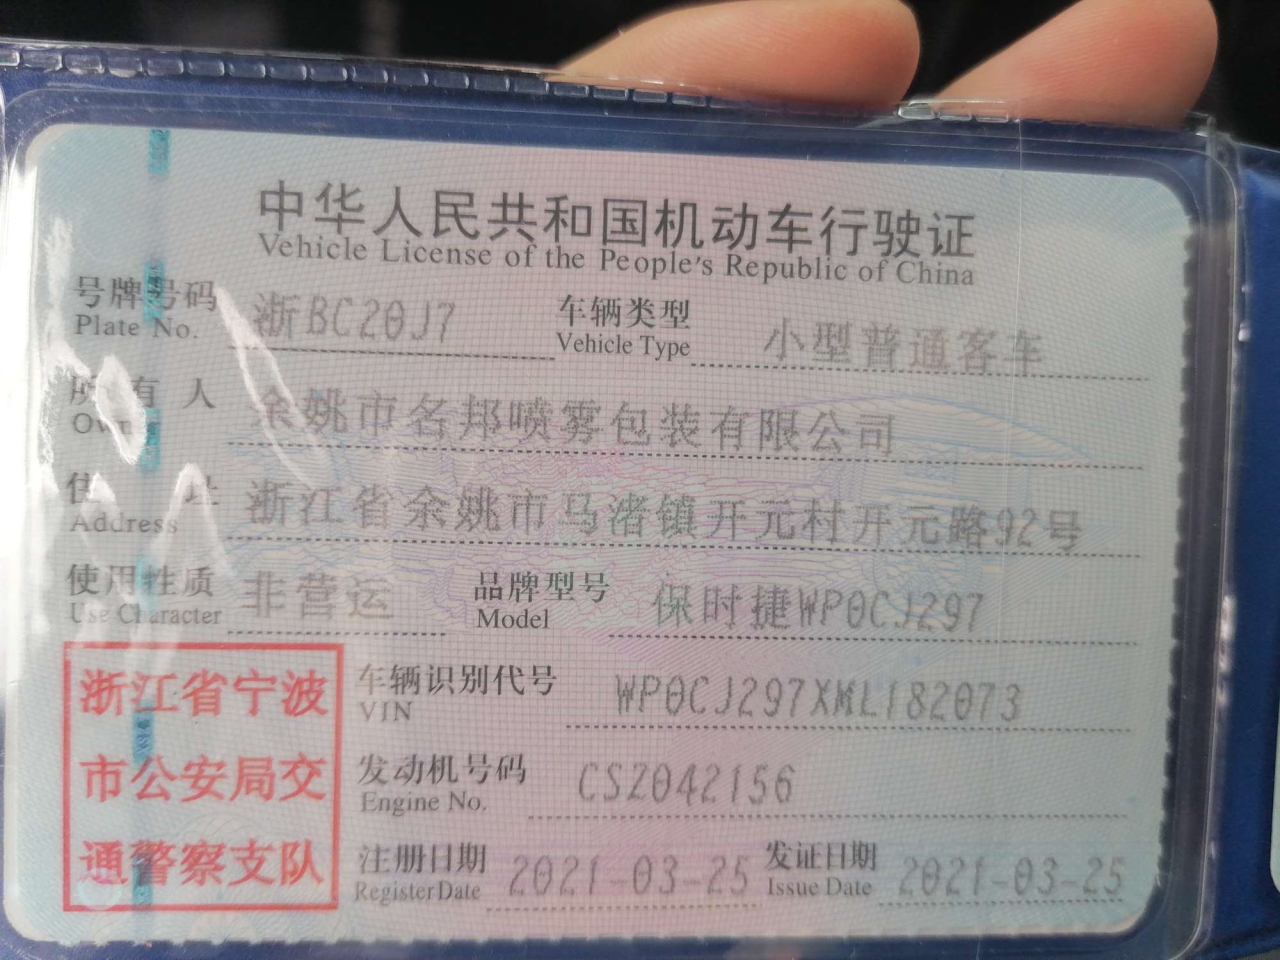 中华人民共和国机动车行驶证
Vehicle License of the People's Republic of China
号牌号码 浙BC20J7 车辆类型 小型普通客车
Plate No. Vehicle Type
所有人 余姚市名邦喷雾包装有限公司
Owner
住址 浙江省余姚市马渚镇开元村开元路92号
Address
使用性质 非营运 品牌型号 保时捷WP0CJ297
Use Character Model
车辆识别代号 WP0CJ297XML182073
VIN
发动机号码 CSZ042156
Engine No.
注册日期 2021-03-25 发证日期 2021-03-25
Register Date Issue Date
浙江省宁波
市公安局交
通警察支队